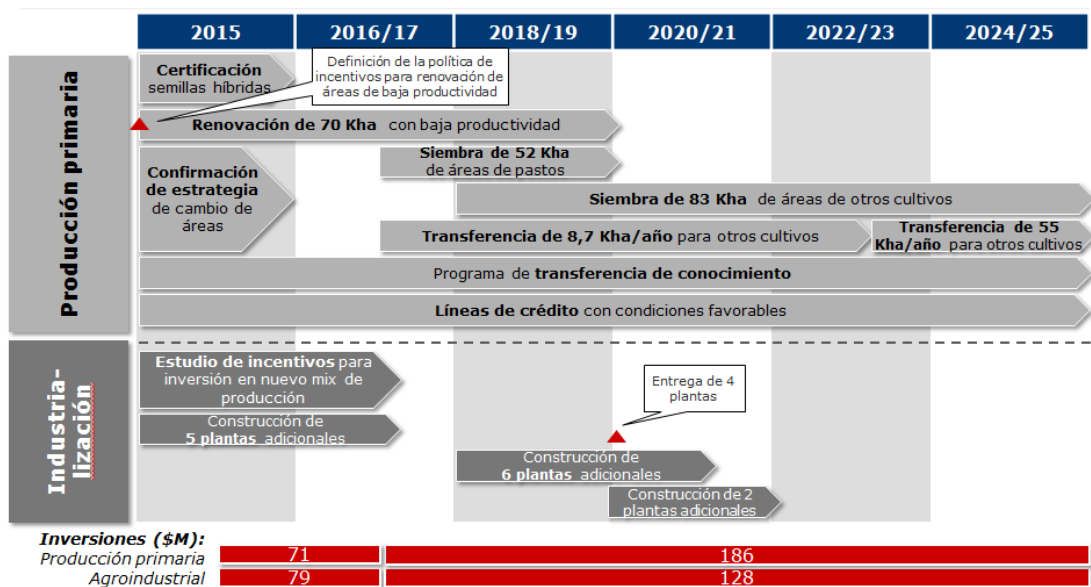 2015
2016/17
2018/19
2020/21
2022/23
2024/25
Producción primaria
Certificación
semillas híbridas
Definición de la política de
incentivos para renovación de
áreas de baja productividad
Renovación de 70 Kha con baja productividad
Confirmación
de estrategia
de cambio de
áreas
Siembra de 52 Kha
de áreas de pastos
Siembra de 83 Kha de áreas de otros cultivos
Transferencia de 8,7 Kha/año para otros cultivos
Transferencia de 55
Kha/año para otros cultivos
Programa de transferencia de conocimiento
Líneas de crédito con condiciones favorables
Industria-
lización
Estudio de incentivos para
inversión en nuevo mix de
producción
Construcción de
5 plantas adicionales
Entrega de 4
plantas
Construcción de
6 plantas adicionales
Construcción de 2
plantas adicionales
Inversiones ($M):
Producción primaria
71
186
Agroindustrial
79
128